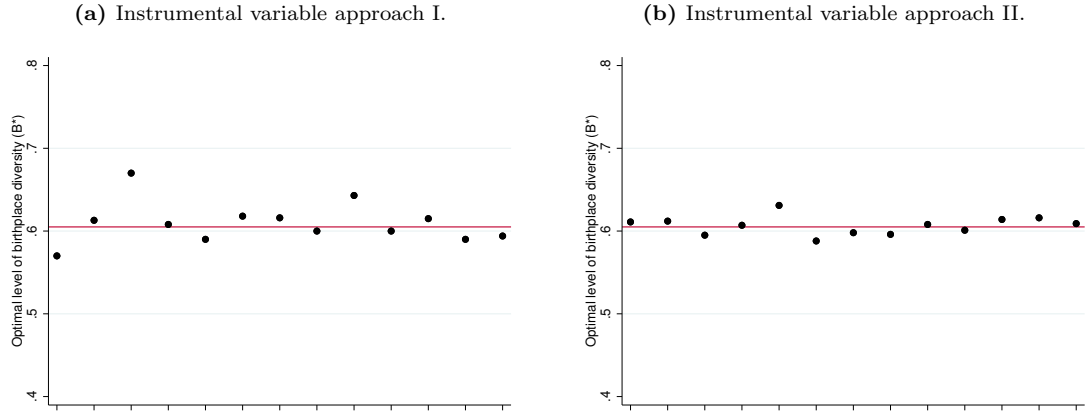 (a) Instrumental variable approach I.
Optimal level of birthplace diversity (B*)
.8
.7
.6
.5
.4
(b) Instrumental variable approach II.
Optimal level of birthplace diversity (B*)
.8
.7
.6
.5
.4